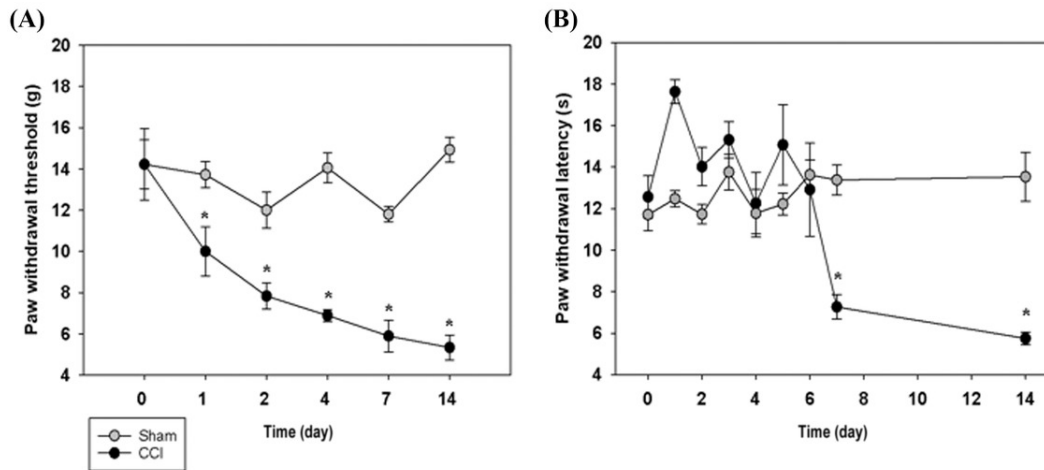 (A)
Paw withdrawal threshold (g)
20
18
16
14
12
10
8
6
4
*
*
*
*
*
0 1 2 4 7 14
Time (day)
Sham
CCI
(B)
Paw withdrawal latency (s)
20
18
16
14
12
10
8
6
4
*
*
0 2 4 6 8 10 12 14
Time (day)